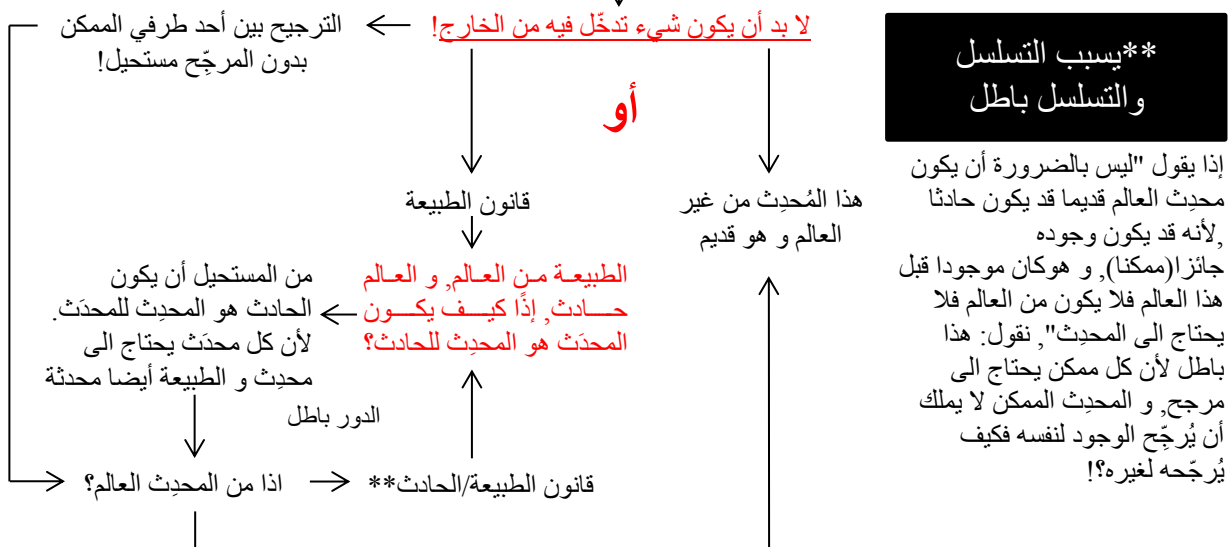 لا بد أن يكون شيء تدخّل فيه من الخارج!
الترجيح بين أحد طرفي الممكن
بدون المرجِّح مستحيل!
**يسبب التسلسل
والتسلسل باطل
أو
إذا يقول "ليس بالضرورة أن يكون
محدِث العالم قديما قد يكون حادثا
,لأنه قد يكون وجوده
جائزا(ممكنا), و هوكان موجودا قبل
هذا العالم فلا يكون من العالم فلا
يحتاج الى المحدِث", نقول: هذا
باطل لأن كل ممكن يحتاج الى
مرجح, و المحدِث الممكن لا يملك
أن يُرجِّح الوجود لنفسه فكيف
يُرجّحه لغيره؟!
هذا المُحدِث من غير
العالم و هو قديم
قانون الطبيعة
الطبيعة من العالم, و العالم
حادث, إذًا كيف يكون
المحدَث هو المحدِث للحادث؟
من المستحيل أن يكون
الحادث هو المحدِث للمحدَث.
لأن كل محدَث يحتاج الى
محدِث و الطبيعة أيضا محدثة
الدور باطل
قانون الطبيعة/الحادث**
اذا من المحدِث العالم؟